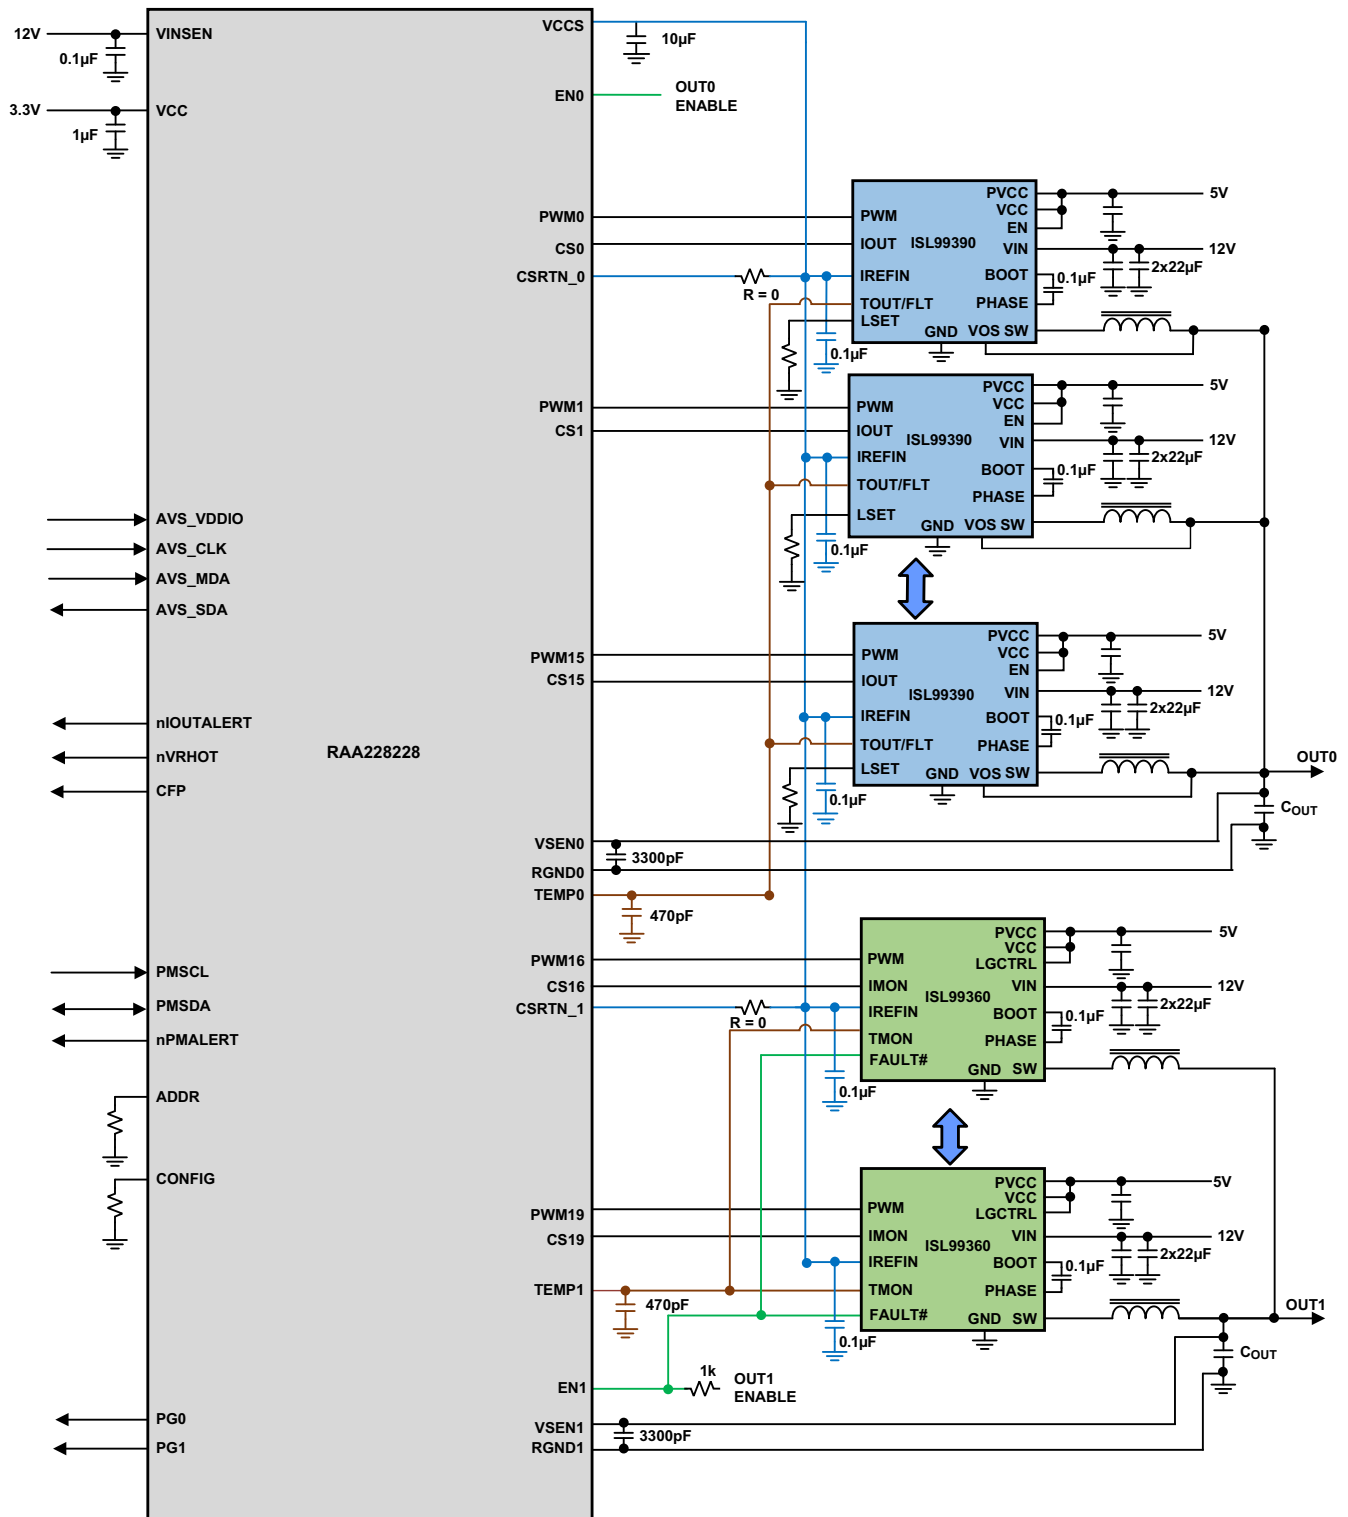 12V
VINSEN
0.1µF
3.3V
VCC
1µF
AVS_VDDIO
AVS_CLK
AVS_MDA
AVS_SDA
nIOUTALERT
nVRHOT
CFP
PMSCL
PMSDA
nPMALERT
ADDR
CONFIG
PG0
PG1
RAA228228
VCCS
10µF
EN0
OUT0
ENABLE
PWM0
CS0
CSRTN_0
R = 0
PWM1
CS1
PWM15
CS15
VSEN0
3300pF
RGND0
TEMP0
470pF
PWM16
CS16
CSRTN_1
R = 0
PWM19
CS19
TEMP1
470pF
EN1
1k
OUT1
ENABLE
VSEN1
3300pF
RGND1
PWM
IOUT
IREFIN
TOUT/FLT
LSET
ISL99390
PVCC
VCC
EN
VIN
BOOT
PHASE
GND
VOS SW
5V
12V
2x22µF
0.1µF
0.1µF
PWM
IOUT
IREFIN
TOUT/FLT
LSET
ISL99390
PVCC
VCC
EN
VIN
BOOT
PHASE
GND
VOS SW
5V
12V
2x22µF
0.1µF
0.1µF
PWM
IOUT
IREFIN
TOUT/FLT
LSET
ISL99390
PVCC
VCC
EN
VIN
BOOT
PHASE
GND
VOS SW
5V
12V
2x22µF
0.1µF
0.1µF
OUT0
COUT
PWM
IMON
IREFIN
TMON
FAULT#
ISL99360
PVCC
VCC
LGCTRL
VIN
BOOT
PHASE
GND
SW
5V
12V
2x22µF
0.1µF
0.1µF
PWM
IMON
IREFIN
TMON
FAULT#
ISL99360
PVCC
VCC
LGCTRL
VIN
BOOT
PHASE
GND
SW
5V
12V
2x22µF
0.1µF
0.1µF
OUT1
COUT